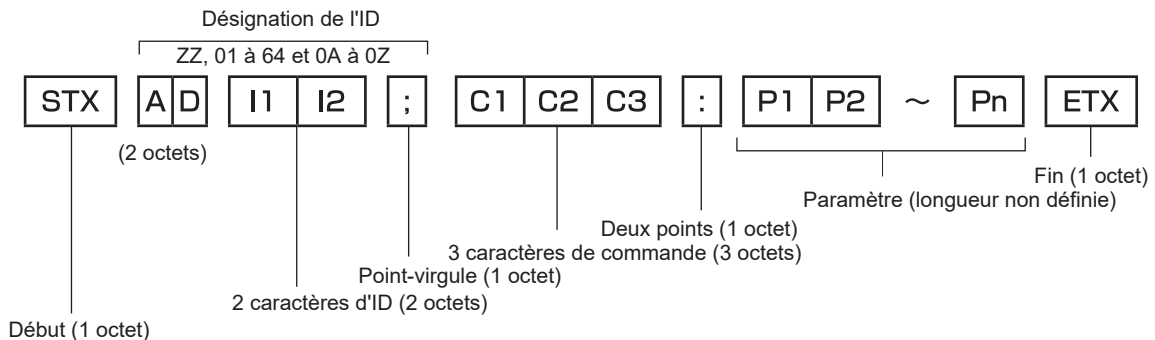 Désignation de l'ID
ZZ, 01 à 64 et 0A à 0Z
STX A D I1 I2 ; C1 C2 C3 : P1 P2 ～ Pn ETX
(2 octets)
Fin (1 octet)
Paramètre (longueur non définie)
Deux points (1 octet)
3 caractères de commande (3 octets)
Point-virgule (1 octet)
2 caractères d'ID (2 octets)
Début (1 octet)